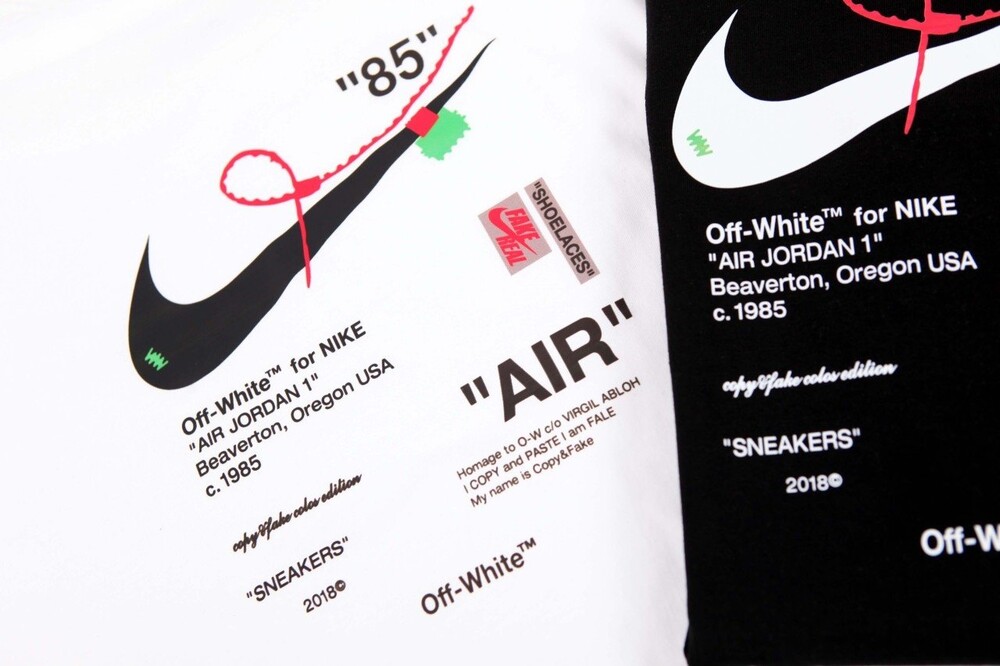 "85"
"SHOELACES"
FAKE
REAL
Off-White™ for NIKE
"AIR JORDAN 1"
Beaverton, Oregon USA
c. 1985
"AIR"
Homage to O-W c/o VIRGIL ABLOH
I COPY and PASTE I am FALE
My name is Copy&Fake
copy&fake color edition
"SNEAKERS"
2018©
Off-White™
Off-White™ for NIKE
"AIR JORDAN 1"
Beaverton, Oregon USA
c. 1985
copy&fake color edition
"SNEAKERS"
2018©
Off-W